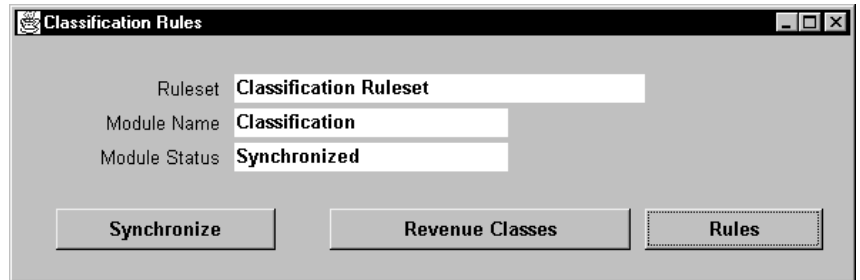 Classification Rules
Ruleset Classification Ruleset
Module Name Classification
Module Status Synchronized
Synchronize Revenue Classes Rules